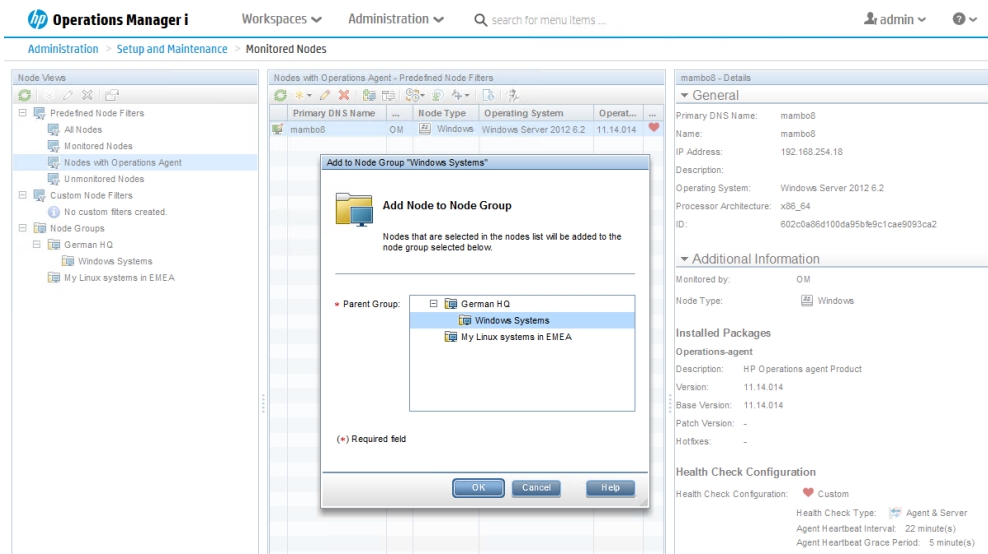 hp Operations Manager i
Workspaces
Administration
search for menu items ...
admin
?
Administration > Setup and Maintenance > Monitored Nodes
Node Views
Predefined Node Filters
All Nodes
Monitored Nodes
Nodes with Operations Agent
Unmonitored Nodes
Custom Node Filters
No custom filters created.
Node Groups
German HQ
Windows Systems
My Linux systems in EMEA
Nodes with Operations Agent - Predefined Node Filters
Primary DNS Name ... Node Type Operating System Operat... ...
mambo8 OM Windows Windows Server 2012 6.2 11.14.014
Add to Node Group "Windows Systems"
Add Node to Node Group
Nodes that are selected in the nodes list will be added to the
node group selected below.
* Parent Group:
German HQ
Windows Systems
My Linux systems in EMEA
(*) Required field
OK Cancel Help
mambo8 - Details
General
Primary DNS Name: mambo8
Name: mambo8
IP Address: 192.168.254.18
Description:
Operating System: Windows Server 2012 6.2
Processor Architecture: x86_64
ID: 602c0a86d100da95bfe9c1cae9093ca2
Additional Information
Monitored by: OM
Node Type: Windows
Installed Packages
Operations-agent
Description: HP Operations agent Product
Version: 11.14.014
Base Version: 11.14.014
Patch Version: -
Hotfixes: -
Health Check Configuration
Health Check Configuration: Custom
Health Check Type: Agent & Server
Agent Heartbeat Interval: 22 minute(s)
Agent Heartbeat Grace Period: 5 minute(s)